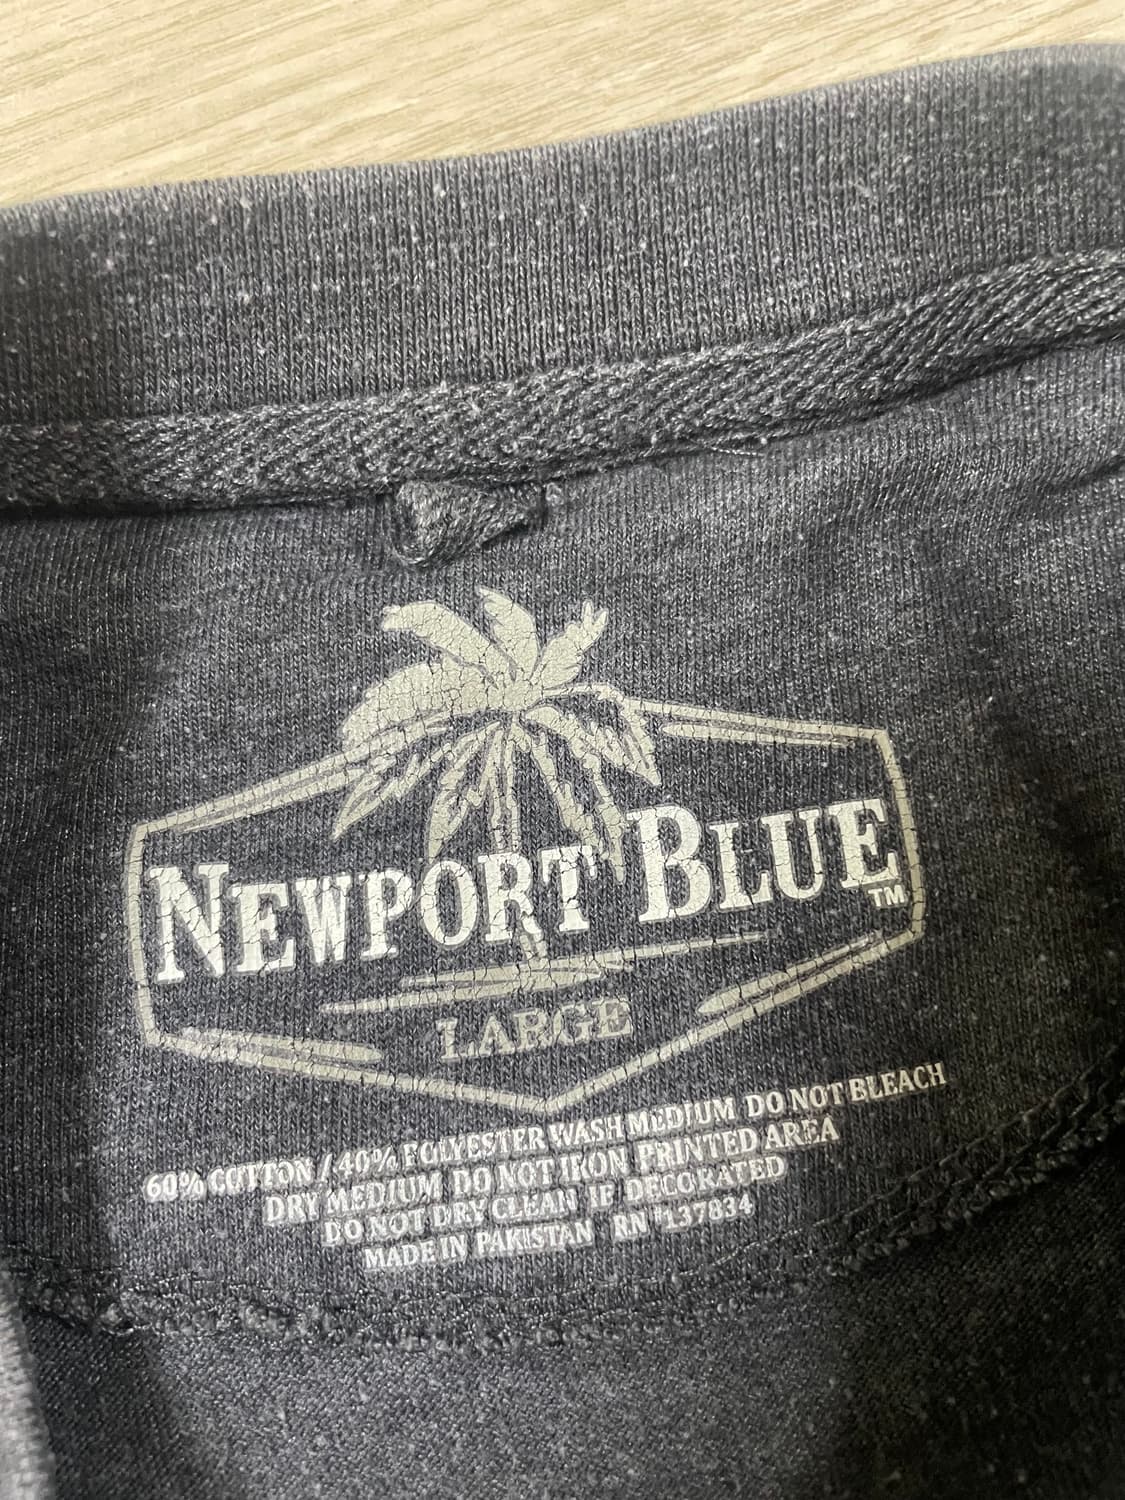 NEWPORT BLUE TM
LARGE
60% COTTON / 40% POLYESTER WASH MEDIUM DO NOT BLEACH
DRY MEDIUM DO NOT IRON PRINTED AREA
DO NOT DRY CLEAN IF DECORATED
MADE IN PAKISTAN RN# 137834